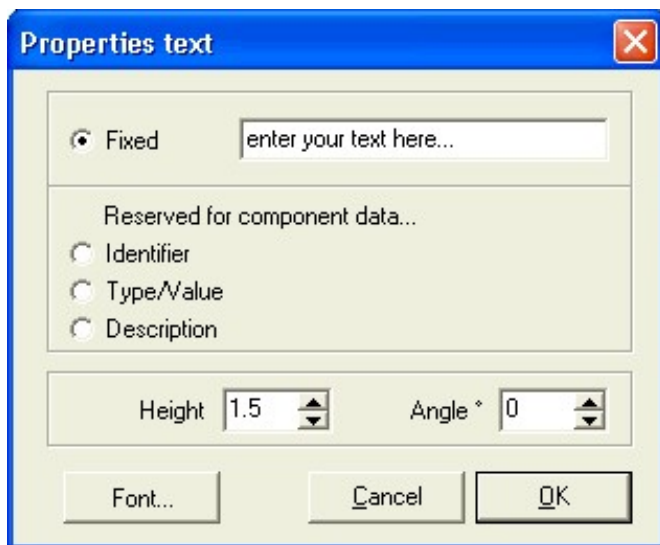 Properties text
Fixed enter your text here...
Reserved for component data...
Identifier
Type/Value
Description
Height 1.5 Angle ° 0
Font... Cancel OK